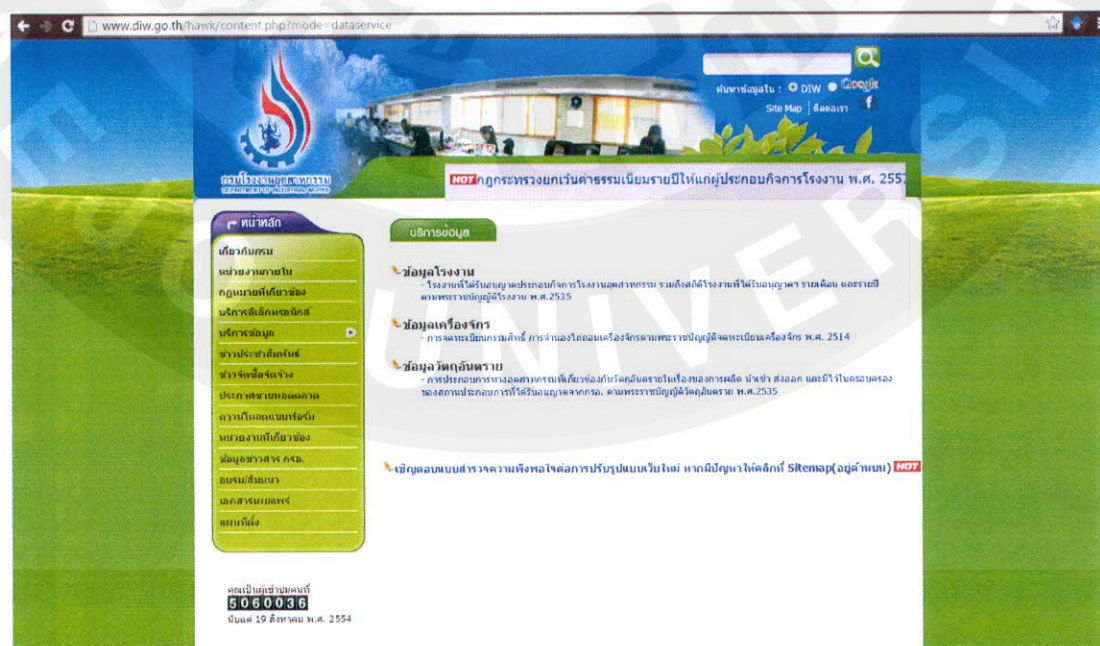 www.diw.go.th/hawk/content.php?mode=dataservice
ค้นหาข้อมูลใน : DIW Google
Site Map | ติดต่อเรา f
กรมโรงงานอุตสาหกรรม
DEPARTMENT OF INDUSTRIAL WORKS
HOT กฎกระทรวงยกเว้นค่าธรรมเนียมรายปีให้แก่ผู้ประกอบกิจการโรงงาน พ.ศ. 2557
หน้าหลัก
เกี่ยวกับกรม
หน่วยงานภายใน
กฎหมายที่เกี่ยวข้อง
บริการอิเล็กทรอนิกส์
บริการข้อมูล
ข่าวประชาสัมพันธ์
ข่าวจัดซื้อจัดจ้าง
ประกาศขายทอดตลาด
ดาวน์โหลดแบบฟอร์ม
หน่วยงานที่เกี่ยวข้อง
ข้อมูลข่าวสาร กรอ.
อบรม/สัมมนา
เอกสารเผยแพร่
แผนที่ตั้ง
คุณเป็นผู้เข้าชมคนที่
5060036
นับแต่ 19 สิงหาคม พ.ศ. 2554
บริการข้อมูล
ข้อมูลโรงงาน
- โรงงานที่ได้รับอนุญาตประกอบกิจการโรงงานอุตสาหกรรม รวมถึงสถิติโรงงานที่ได้รับอนุญาตฯ รายเดือน และรายปี
ตามพระราชบัญญัติโรงงาน พ.ศ.2535
ข้อมูลเครื่องจักร
- การจดทะเบียนกรรมสิทธิ์ การจำนองไถ่ถอนเครื่องจักรตามพระราชบัญญัติจดทะเบียนเครื่องจักร พ.ศ. 2514
ข้อมูลวัตถุอันตราย
- การประกอบการทางอุตสาหกรรมที่เกี่ยวข้องกับวัตถุอันตรายในเรื่องของการผลิต นำเข้า ส่งออก และมีไว้ในครอบครอง
ของสถานประกอบการที่ได้รับอนุญาตจากกรอ. ตามพระราชบัญญัติวัตถุอันตราย พ.ศ.2535
เชิญตอบแบบสำรวจความพึงพอใจต่อการปรับรูปแบบเว็บใหม่ หากมีปัญหาให้คลิกที่ Sitemap(อยู่ด้านบน) HOT